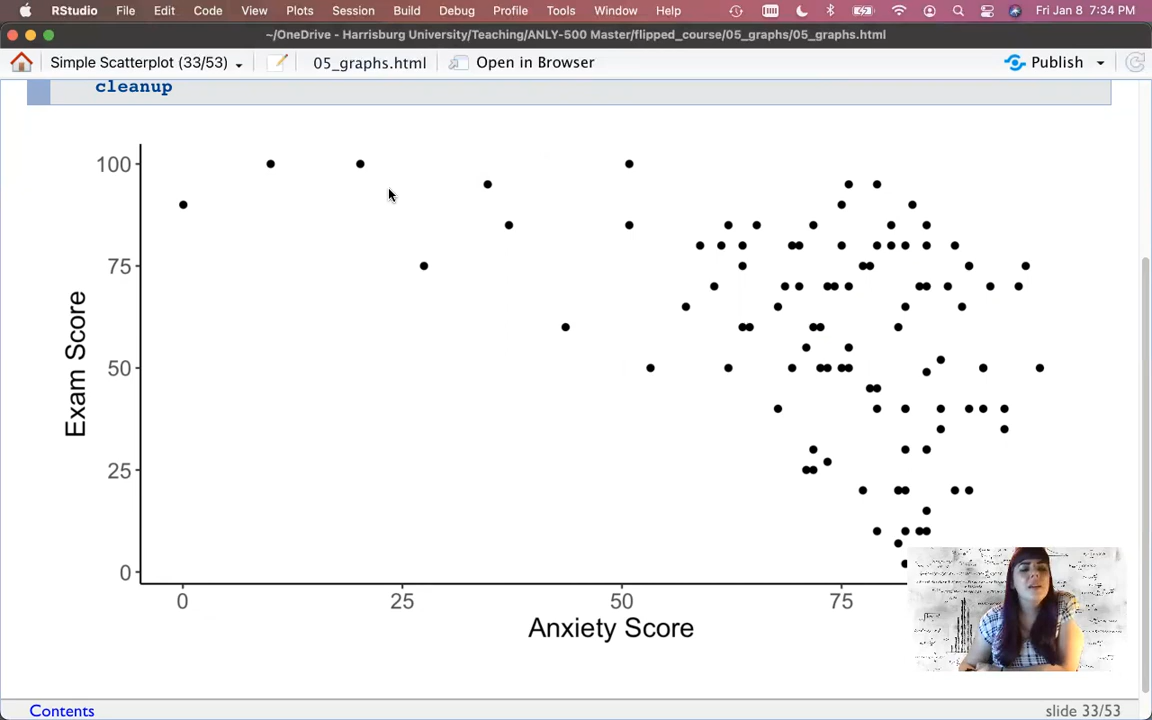 RStudio File Edit Code View Plots Session Build Debug Profile Tools Window Help Fri Jan 8 7:34 PM
~/OneDrive - Harrisburg University/Teaching/ANLY-500 Master/flipped_course/05_graphs/05_graphs.html
Simple Scatterplot (33/53) 05_graphs.html Open in Browser Publish
cleanup
100
75
50
25
0
Exam Score
0 25 50 75
Anxiety Score
Contents slide 33/53